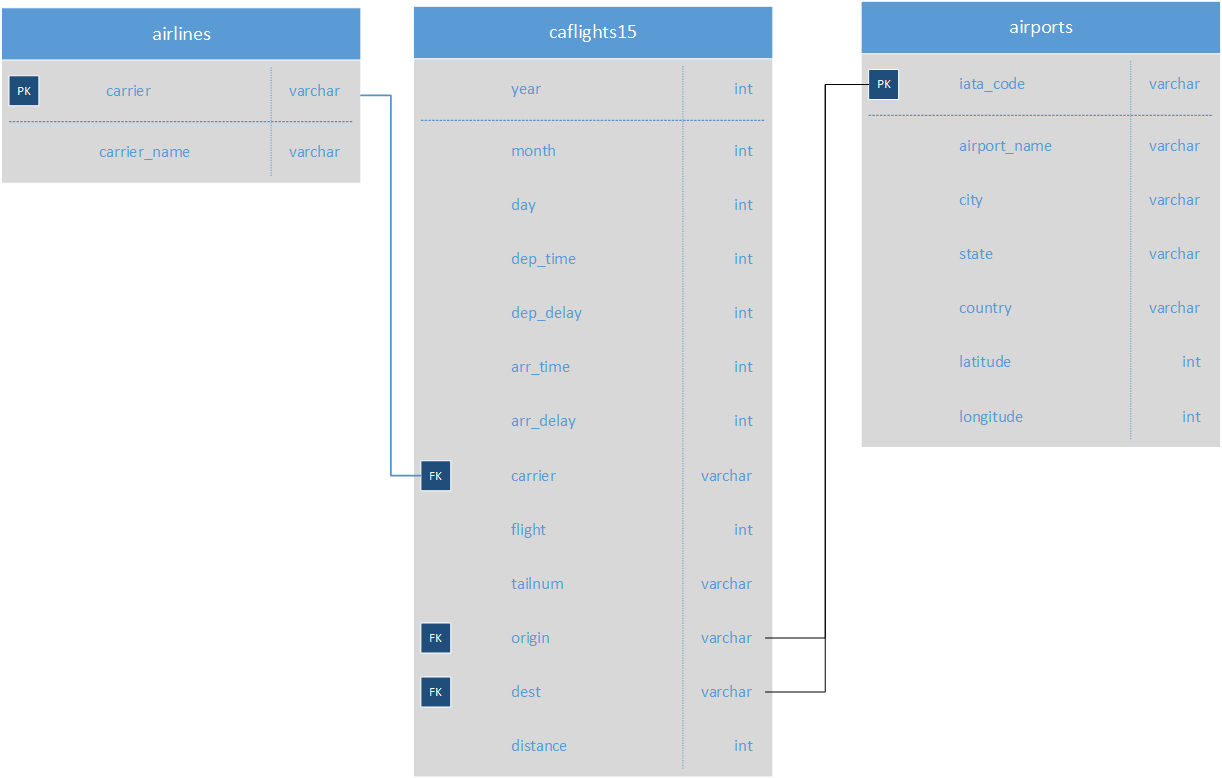 airlines
PK carrier varchar
carrier_name varchar
caflights15
year int
month int
day int
dep_time int
dep_delay int
arr_time int
arr_delay int
FK carrier varchar
flight int
tailnum varchar
FK origin varchar
FK dest varchar
distance int
airports
PK iata_code varchar
airport_name varchar
city varchar
state varchar
country varchar
latitude int
longitude int